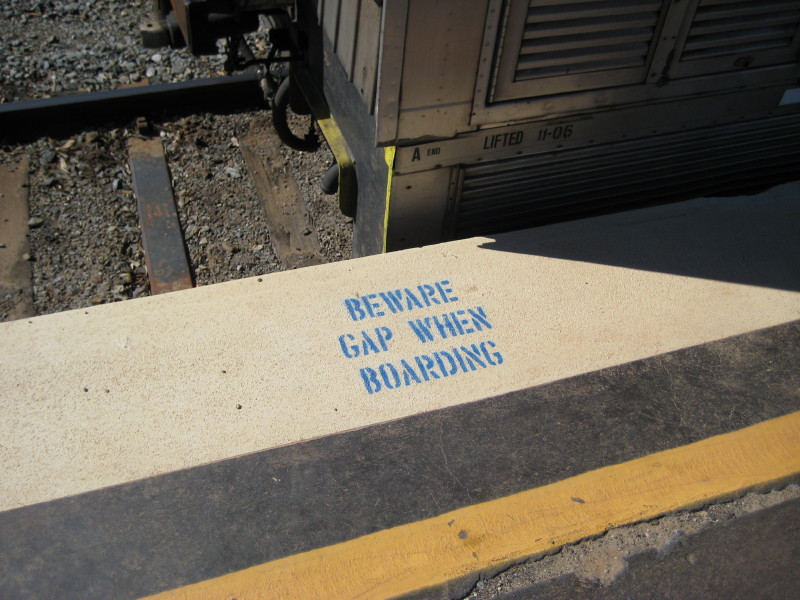 A END
LIFTED 11-06
BEWARE
GAP WHEN
BOARDING